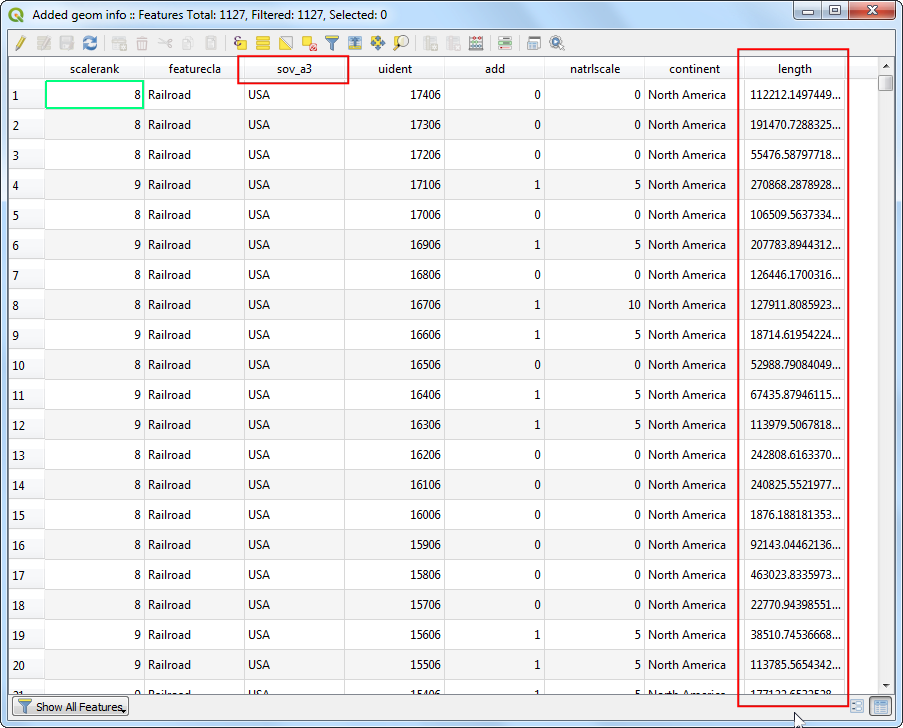 Added geom info :: Features Total: 1127, Filtered: 1127, Selected: 0
scalerank featurecla sov_a3 uident add natrlscale continent length
1 8 Railroad USA 17406 0 0 North America 112212.1497449...
2 8 Railroad USA 17306 0 0 North America 191470.7288325...
3 8 Railroad USA 17206 0 0 North America 55476.58797718...
4 9 Railroad USA 17106 1 5 North America 270868.2878928...
5 8 Railroad USA 17006 0 0 North America 106509.5637334...
6 9 Railroad USA 16906 1 5 North America 207783.8944312...
7 8 Railroad USA 16806 0 0 North America 126446.1700316...
8 8 Railroad USA 16706 1 10 North America 127911.8085923...
9 9 Railroad USA 16606 1 5 North America 18714.61954224...
10 8 Railroad USA 16506 0 0 North America 52988.79084049...
11 9 Railroad USA 16406 1 5 North America 67435.87946115...
12 9 Railroad USA 16306 1 5 North America 113979.5067818...
13 8 Railroad USA 16206 0 0 North America 242808.6163370...
14 8 Railroad USA 16106 0 0 North America 240825.5521977...
15 8 Railroad USA 16006 0 0 North America 1876.188181353...
16 8 Railroad USA 15906 0 0 North America 92143.04462136...
17 8 Railroad USA 15806 0 0 North America 463023.8335973...
18 8 Railroad USA 15706 0 0 North America 22770.94398551...
19 9 Railroad USA 15606 1 5 North America 38510.74536668...
20 9 Railroad USA 15506 1 5 North America 113785.5654342...
Show All Features